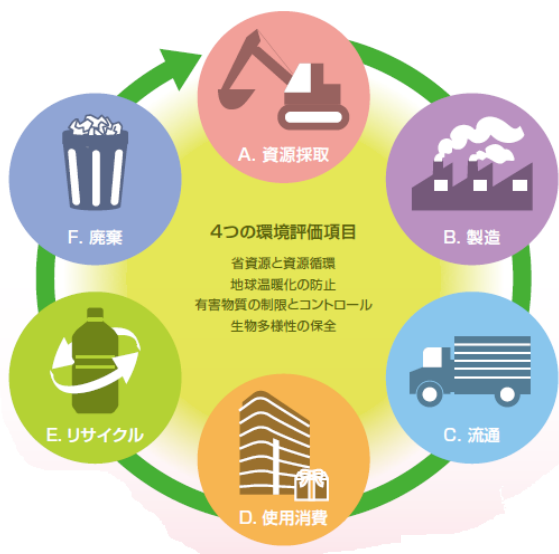 A. 資源採取
B. 製造
C. 流通
D. 使用消費
E. リサイクル
F. 廃棄
4つの環境評価項目
省資源と資源循環
地球温暖化の防止
有害物質の制限とコントロール
生物多様性の保全